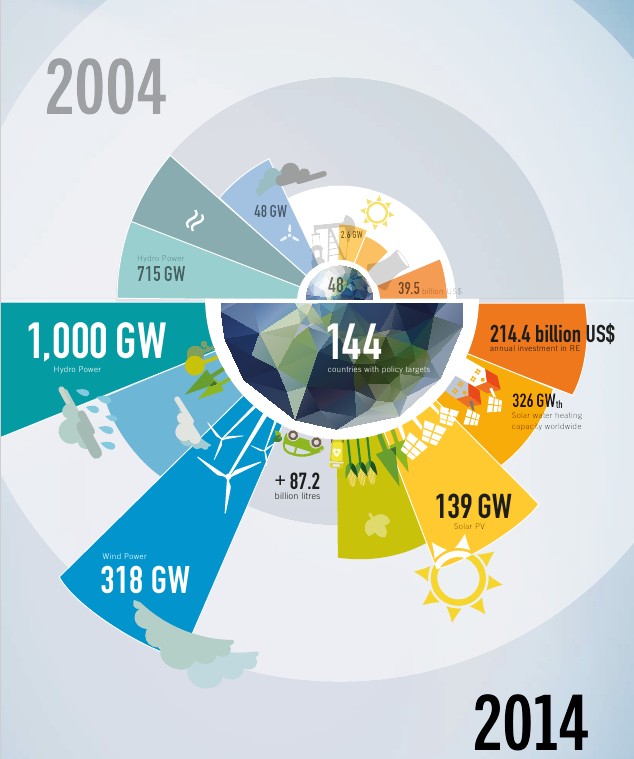 2004
48 GW
2.6 GW
Hydro Power
715 GW
48
39.5 billion US$
1,000 GW
Hydro Power
144
countries with policy targets
214.4 billion US$
annual investment in RE
326 GWth
Solar water heating
capacity worldwide
+ 87.2
billion litres
139 GW
Solar PV
Wind Power
318 GW
2014